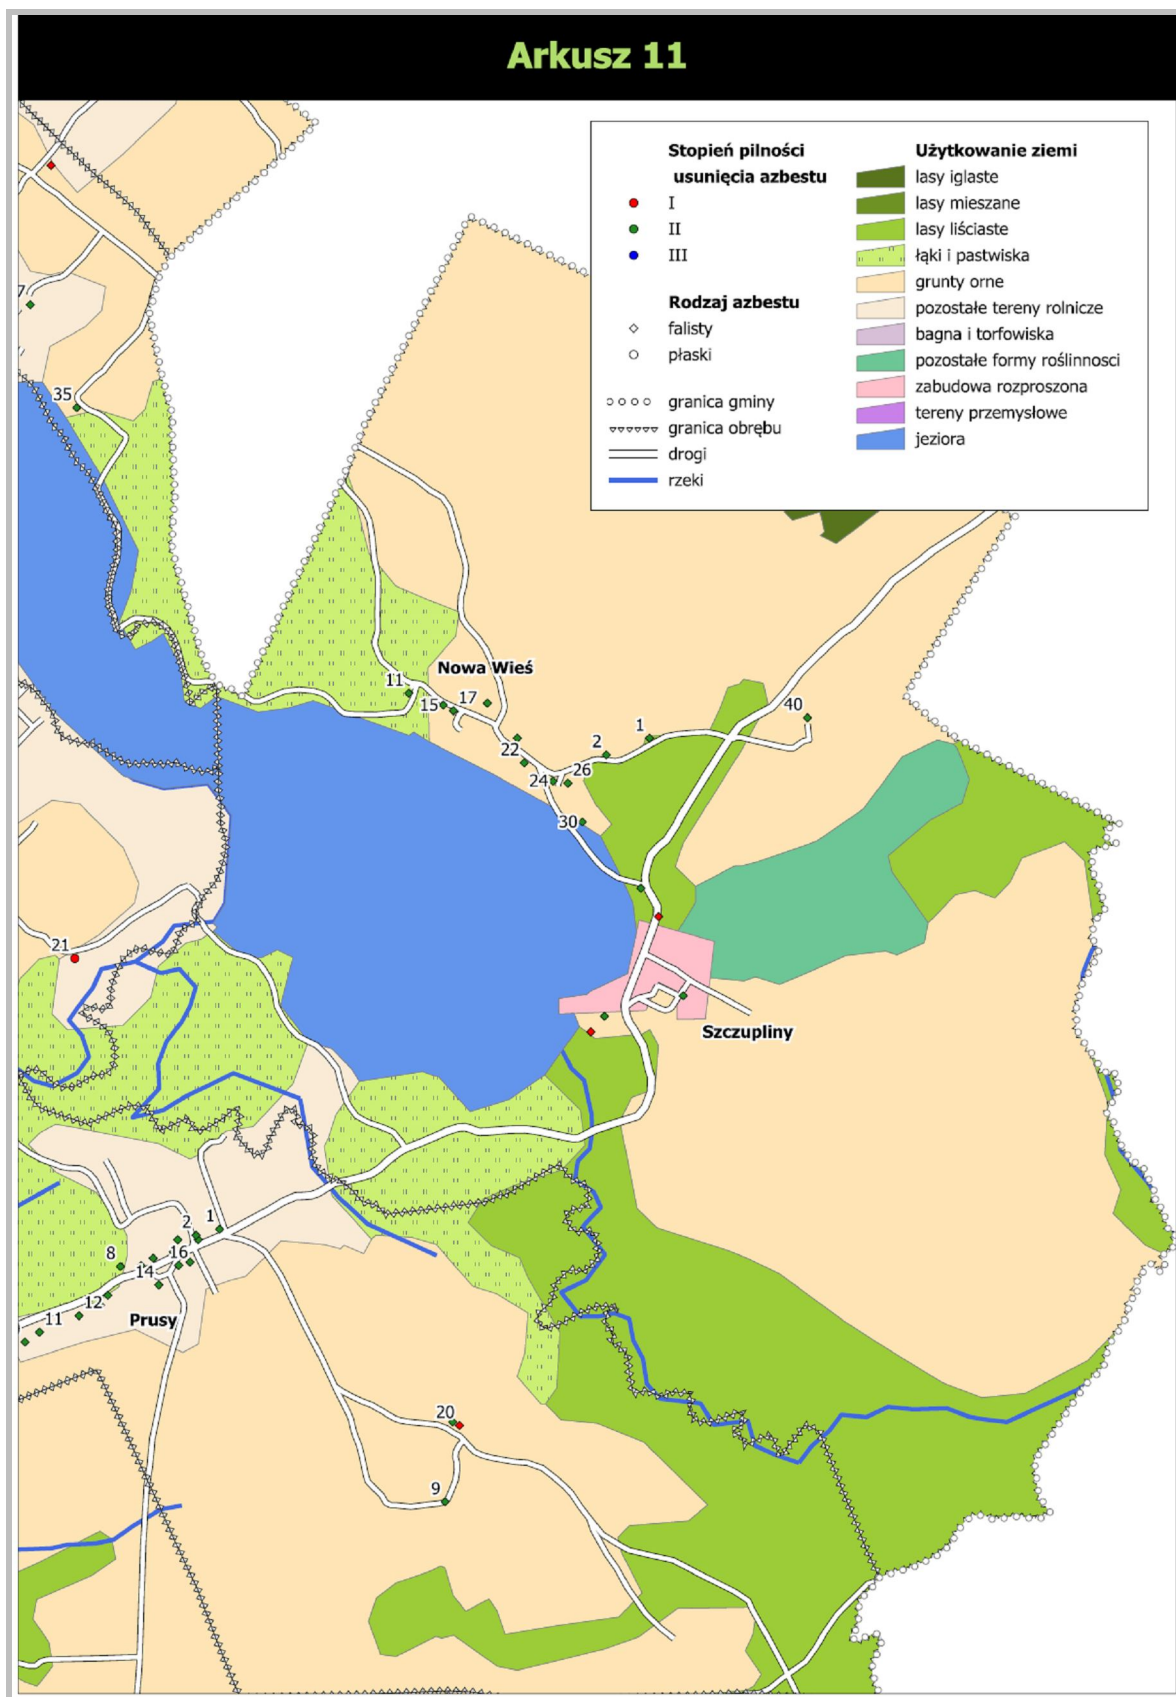 Arkusz 11
Stopień pilności
usunięcia azbestu
I
II
III
Rodzaj azbestu
falisty
płaski
granica gminy
granica obrębu
drogi
rzeki
Użytkowanie ziemi
lasy iglaste
lasy mieszane
lasy liściaste
łąki i pastwiska
grunty orne
pozostałe tereny rolnicze
bagna i torfowiska
pozostałe formy roślinnosci
zabudowa rozproszona
tereny przemysłowe
jeziora
7
35
Nowa Wieś
11
15
17
40
1
2
22
24
26
30
21
Szczupliny
1
2
8
16
14
12
11
Prusy
20
9